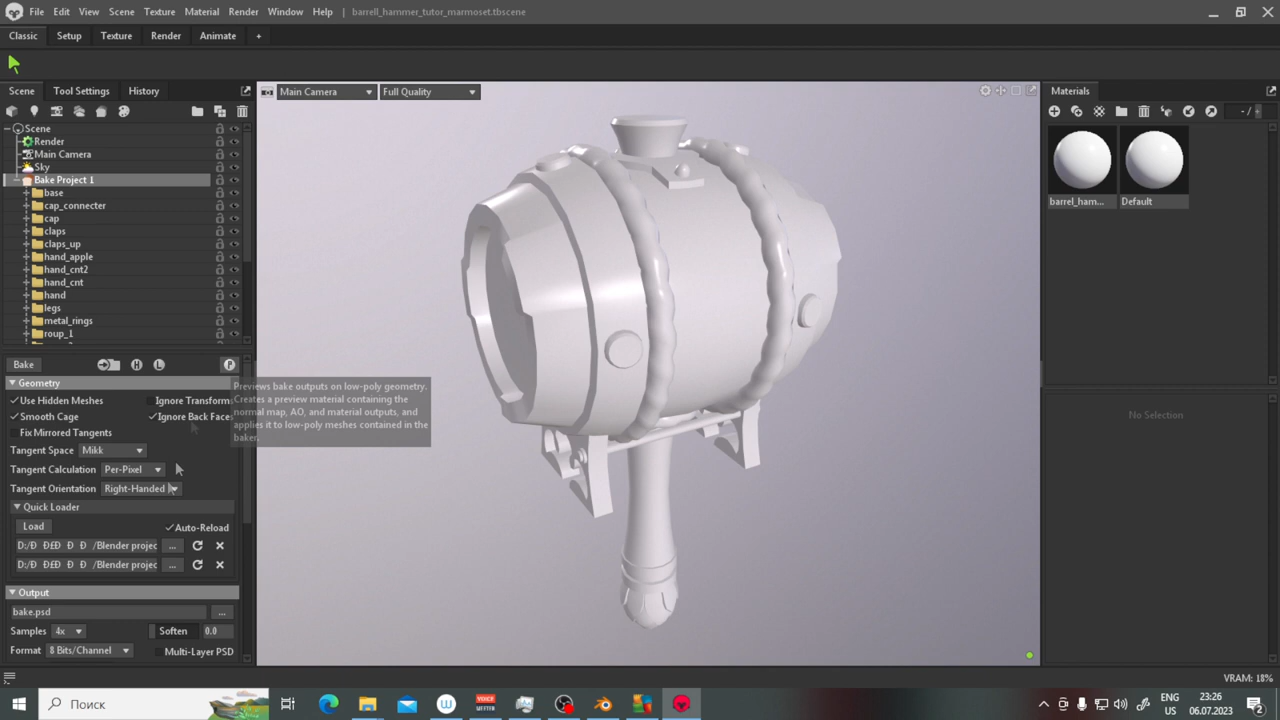 File Edit View Scene Texture Material Render Window Help barrell_hammer_tutor_marmoset.tbscene
Classic Setup Texture Render Animate +
Scene Tool Settings History
Main Camera Full Quality
Materials
- /
Scene
Render
Main Camera
Sky
Bake Project 1
base
cap_connecter
cap
claps
claps_up
hand_apple
hand_cnt2
hand_cnt
hand
legs
metal_rings
roup_1
barrel_ham...
Default
Bake
H
L
P
Geometry
Use Hidden Meshes Ignore Transform
Smooth Cage Ignore Back Faces
Fix Mirrored Tangents
Tangent Space Mikk
Tangent Calculation Per-Pixel
Tangent Orientation Right-Handed
Previews bake outputs on low-poly geometry.
Creates a preview material containing the
normal map, AO, and material outputs, and
applies it to low-poly meshes contained in the
baker.
No Selection
Quick Loader
Load Auto-Reload
D:/Ð Ð£Ð Ð Ð /Blender projec ...
D:/Ð Ð£Ð Ð Ð /Blender projec ...
Output
bake.psd ...
Samples 4x Soften 0.0
Format 8 Bits/Channel Multi-Layer PSD
VRAM: 18%
Поиск
VOICE
ENG
US
23:26
06.07.2023
2